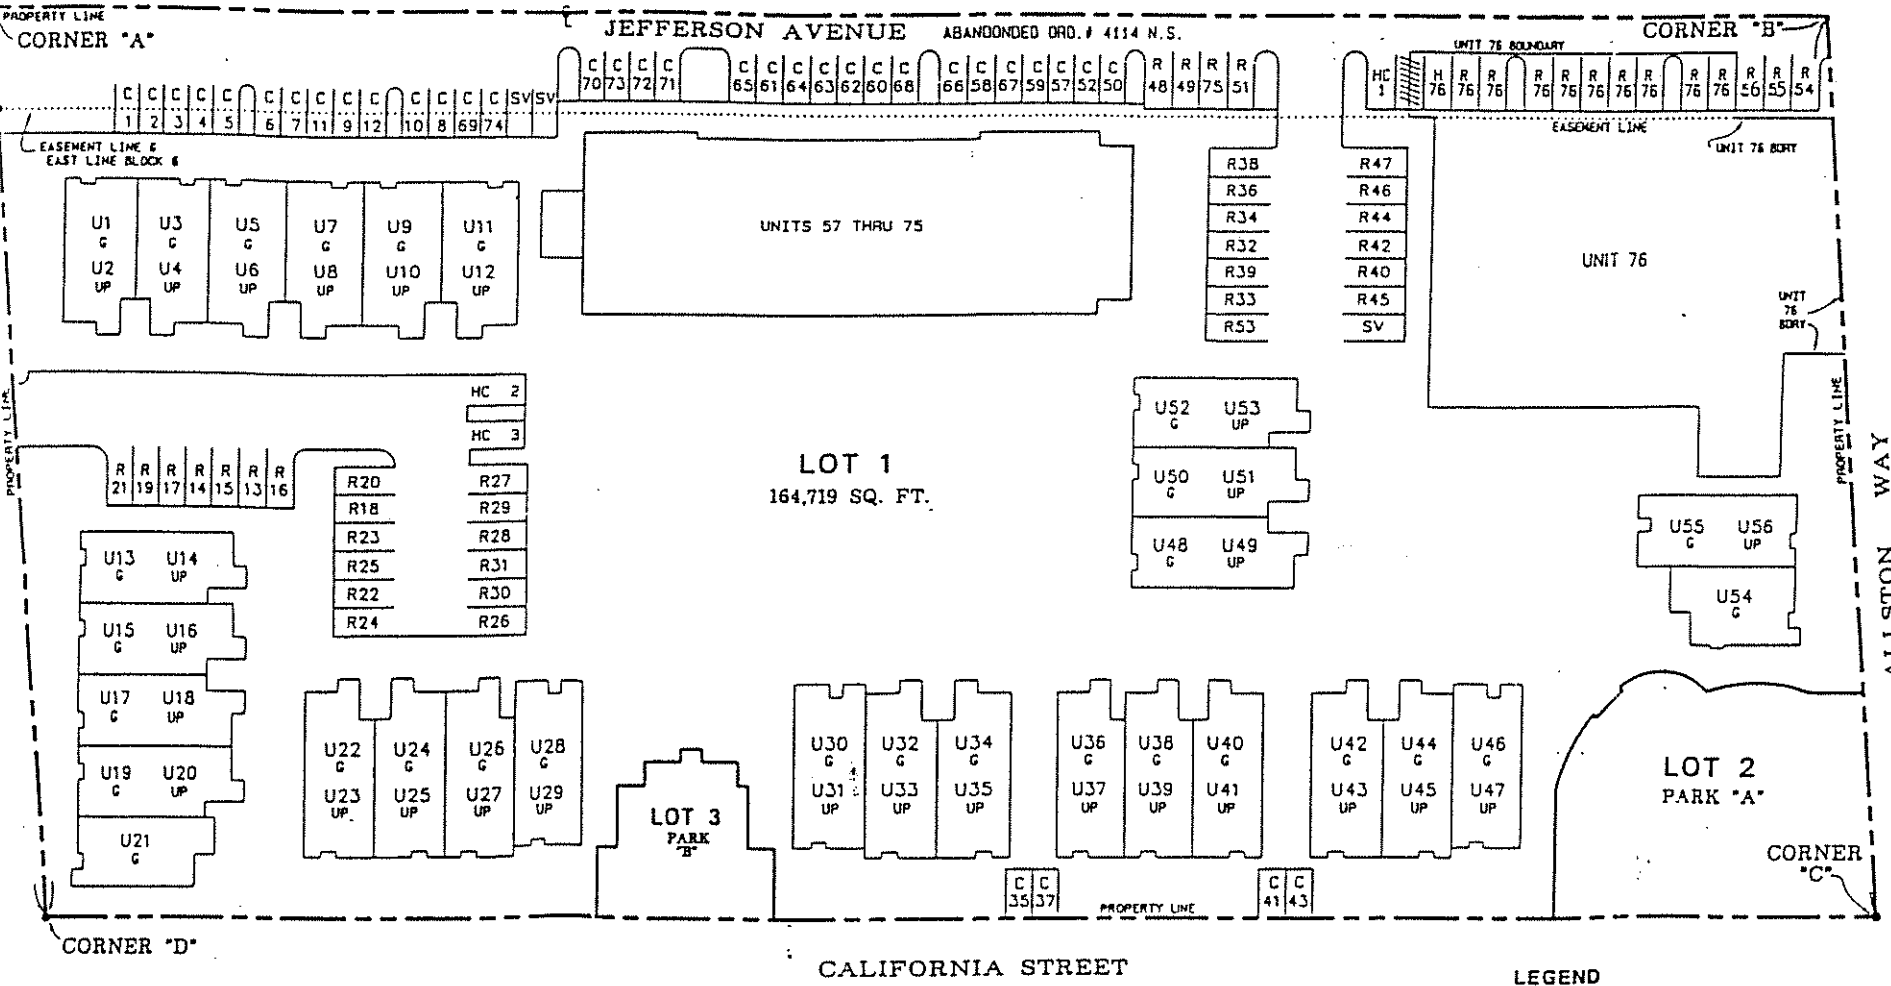 PROPERTY LINE
CORNER "A"
JEFFERSON AVENUE
ABANDONDED ORD.# 4114 N.S.
CORNER "B"
UNIT 76 BOUNDARY
C 70 C 73 C 72 C 71
C 65 C 61 C 64 C 63 C 62 C 60 C 68
C 66 C 58 C 67 C 59 C 57 C 52 C 50
R 48 R 49 R 75 R 51
HC 1
H 76 R 76 R 76
R 76 R 76 R 76 R 76 R 76
R 76 R 76 R 56 R 55 R 54
C 1 C 2 C 3 C 4 C 5
C 6 C 7 C 11 C 9 C 12
C 10 C 8 C 69 C 74 SV SV
EASEMENT LINE &
EAST LINE BLOCK 6
EASEMENT LINE
UNIT 76 BDRY
R38 R47
R36 R46
R34 R44
R32 R42
R39 R40
R33 R45
R53 SV
U1 G U3 G U5 G U7 G U9 G U11 G
U2 UP U4 UP U6 UP U8 UP U10 UP U12 UP
UNITS 57 THRU 75
UNIT 76
UNIT
76
BDRY
PROPERTY LINE
HC 2
HC 3
R 21 R 19 R 17 R 14 R 15 R 13 R 16
R20 R27
R18 R29
R23 R28
R25 R31
R22 R30
R24 R26
LOT 1
164,719 SQ. FT.
U52 G U53 UP
U50 G U51 UP
U48 G U49 UP
PROPERTY LINE
ALLSTON WAY
U55 G U56 UP
U54 G
U13 G U14 UP
U15 G U16 UP
U17 G U18 UP
U19 G U20 UP
U21 G
U22 G U24 G U26 G U28 G
U23 UP U25 UP U27 UP U29 UP
LOT 3
PARK
"B"
U30 G U32 G U34 G
U31 UP U33 UP U35 UP
U36 G U38 G U40 G
U37 UP U39 UP U41 UP
U42 G U44 G U46 G
U43 UP U45 UP U47 UP
LOT 2
PARK "A"
C 35 C 37
PROPERTY LINE
C 41 C 43
CORNER
"C"
CORNER "D"
CALIFORNIA STREET
LEGEND